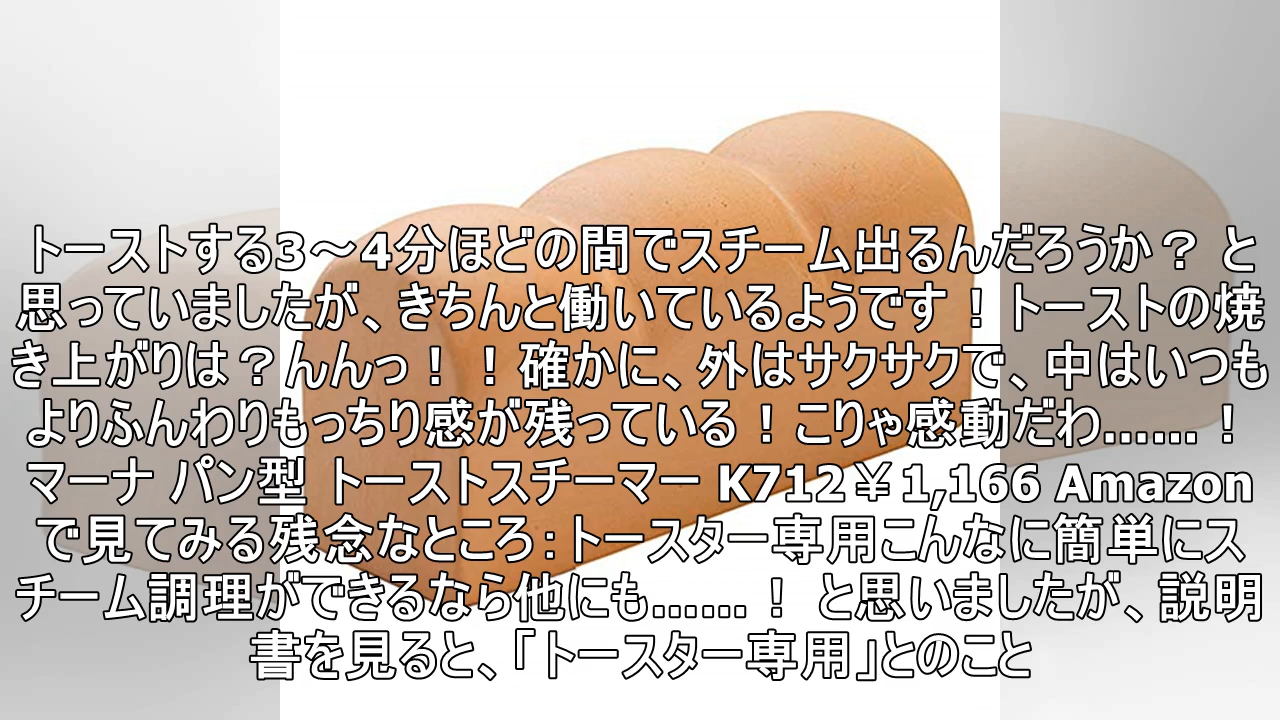 トーストする3～4分ほどの間でスチーム出るんだろうか？ と
思っていましたが、きちんと働いているようです！トーストの焼
き上がりは？んんっ！！確かに、外はサクサクで、中はいつも
よりふんわりもっちり感が残っている！こりゃ感動だわ……！
マーナ パン型 トーストスチーマー K712￥1,166 Amazon
で見てみる残念なところ：トースター専用こんなに簡単にス
チーム調理ができるなら他にも……！ と思いましたが、説明
書を見ると、「トースター専用」とのこと